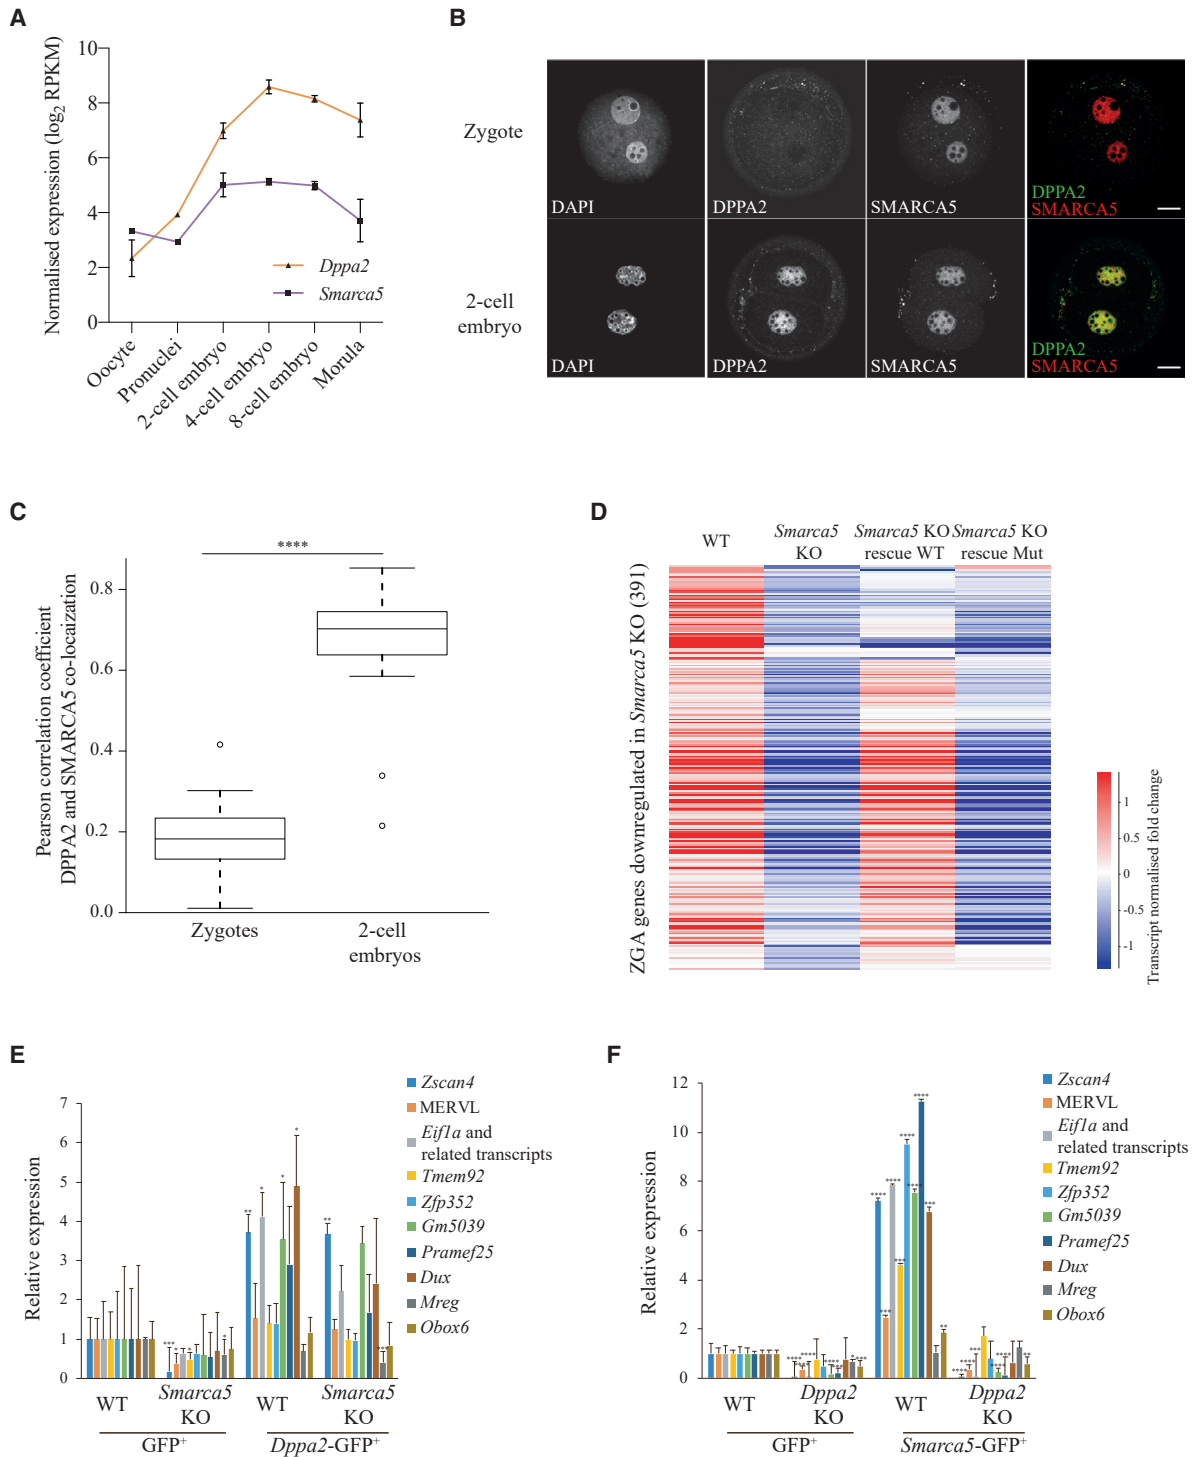 A
Normalised expression (log2 RPKM)
10
8
6
4
2
0
Dppa2
Smarca5
Oocyte
Pronuclei
2-cell embryo
4-cell embryo
8-cell embryo
Morula
B
Zygote
DAPI
DPPA2
SMARCA5
DPPA2
SMARCA5
2-cell
embryo
DAPI
DPPA2
SMARCA5
DPPA2
SMARCA5
C
Pearson correlation coefficient
DPPA2 and SMARCA5 co-locaization
0.8
0.6
0.4
0.2
0.0
****
Zygotes
2-cell
embryos
D
ZGA genes downregulated in Smarca5 KO (391)
WT
Smarca5
KO
Smarca5 KO
rescue WT
Smarca5 KO
rescue Mut
1
0.5
0
-0.5
-1
Transcript normalised fold change
E
Relative expression
7
6
5
4
3
2
1
0
***
*
*
*
**
*
*
*
**
****
WT
Smarca5
KO
WT
Smarca5
KO
GFP+
Dppa2-GFP+
Zscan4
MERVL
Eif1a and
related transcripts
Tmem92
Zfp352
Gm5039
Pramef25
Dux
Mreg
Obox6
F
Relative expression
12
10
8
6
4
2
0
WT
Dppa2
KO
WT
Dppa2
KO
GFP+
Smarca5-GFP+
Zscan4
MERVL
Eif1a and
related transcripts
Tmem92
Zfp352
Gm5039
Pramef25
Dux
Mreg
Obox6